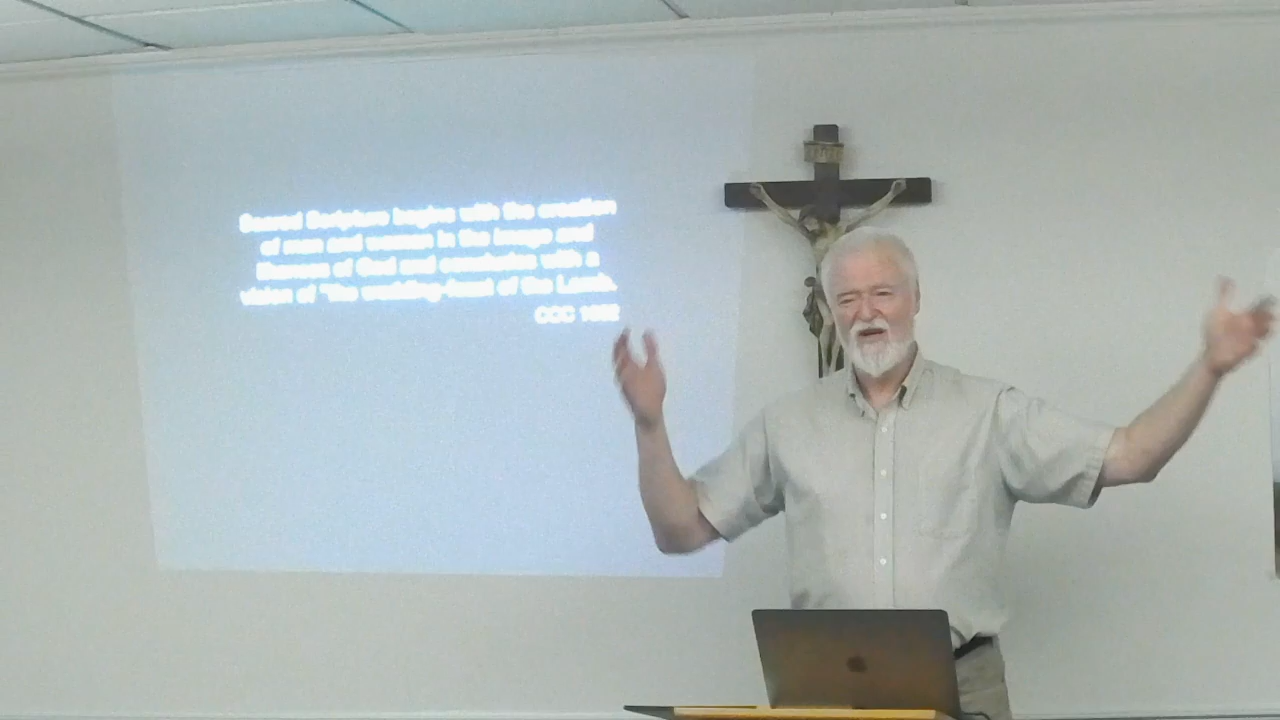 Sacred Scripture begins with the creation
of man and woman in the image and
likeness of God and concludes with a
vision of "the wedding-feast of the Lamb.
CCC 1602